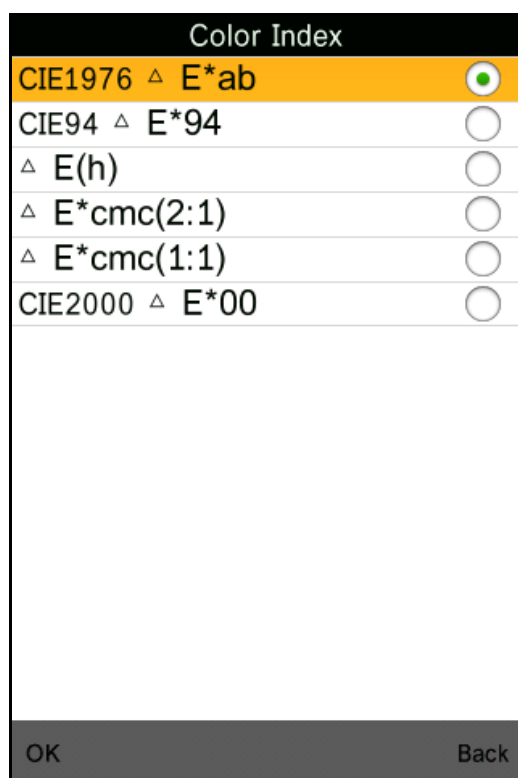 Color Index
CIE1976 △ E*ab
CIE94 △ E*94
△ E(h)
△ E*cmc(2:1)
△ E*cmc(1:1)
CIE2000 △ E*00
OK Back